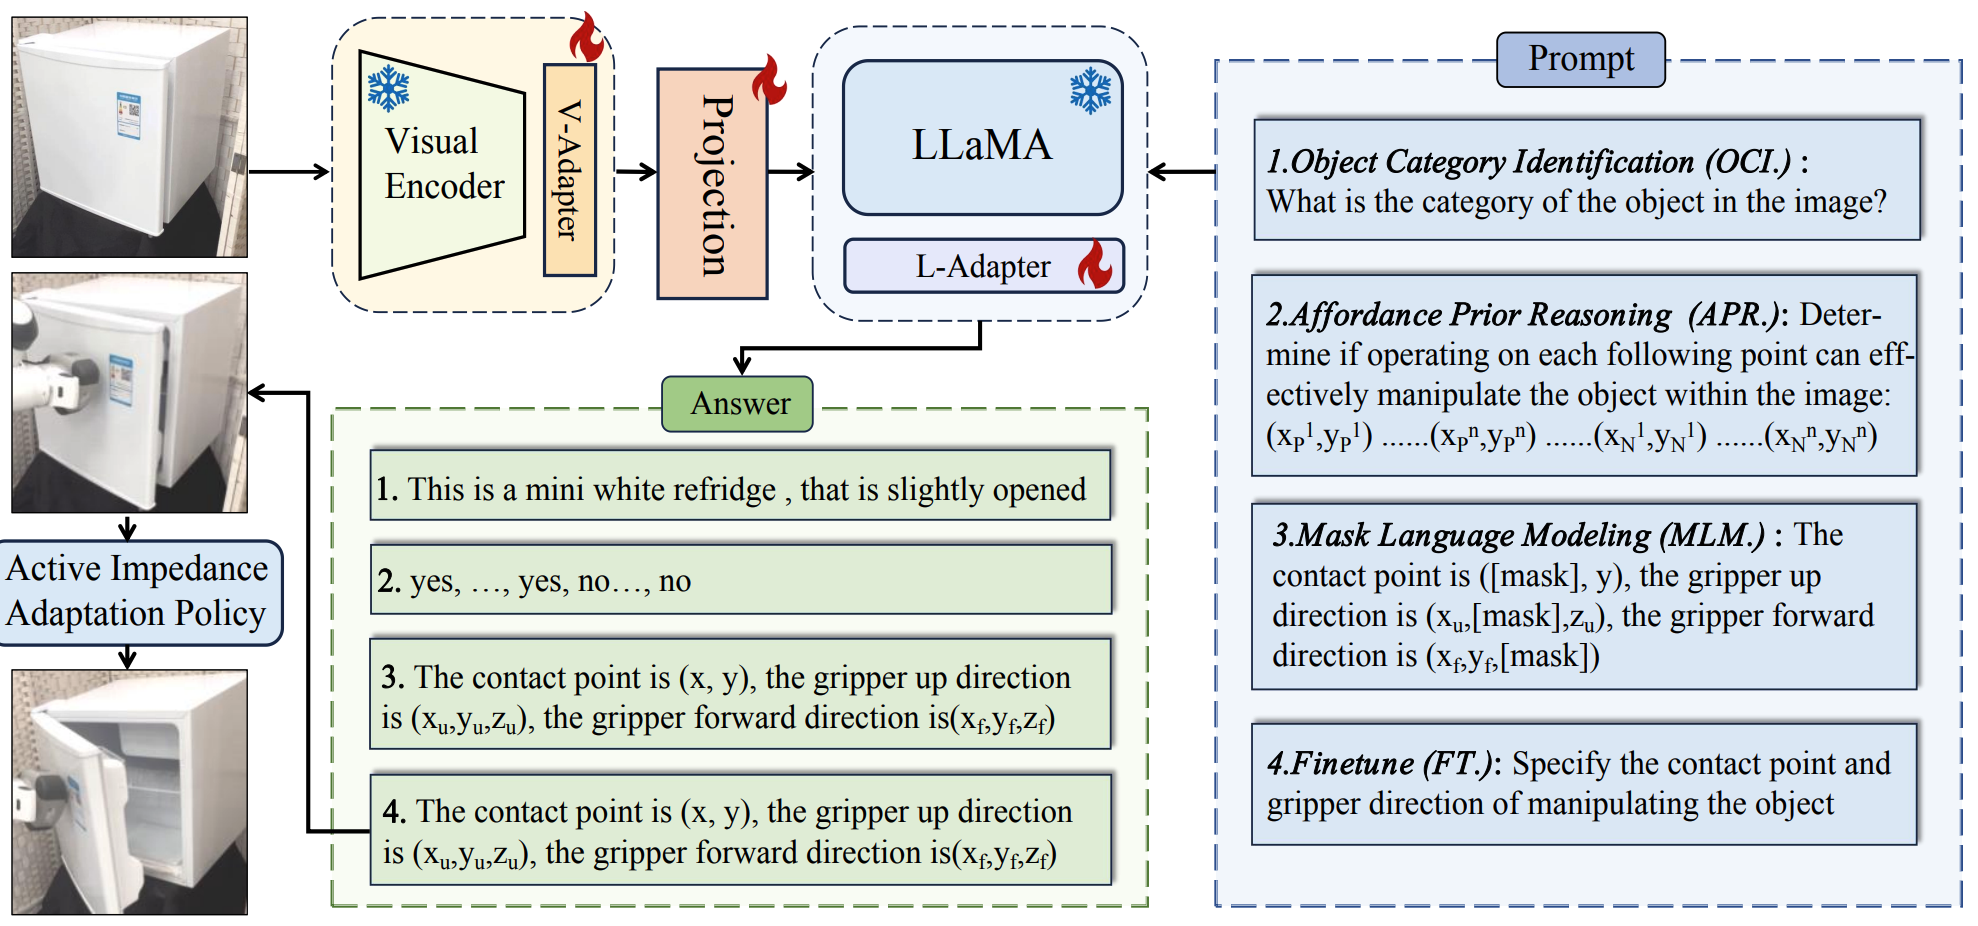 Visual
Encoder
V-Adapter
Projection
LLaMA
L-Adapter
Prompt
1.Object Category Identification (OCI.) :
What is the category of the object in the image?
2.Affordance Prior Reasoning (APR.): Deter-
mine if operating on each following point can eff-
ectively manipulate the object within the image:
(x_P^1,y_P^1) ......(x_P^n,y_P^n) ......(x_N^1,y_N^1) ......(x_N^n,y_N^n)
3.Mask Language Modeling (MLM.) : The
contact point is ([mask], y), the gripper up
direction is (x_u,[mask],z_u), the gripper forward
direction is (x_f,y_f,[mask])
4.Finetune (FT.): Specify the contact point and
gripper direction of manipulating the object
Answer
1. This is a mini white refridge , that is slightly opened
2. yes, …, yes, no…, no
3. The contact point is (x, y), the gripper up direction
is (x_u,y_u,z_u), the gripper forward direction is(x_f,y_f,z_f)
4. The contact point is (x, y), the gripper up direction
is (x_u,y_u,z_u), the gripper forward direction is(x_f,y_f,z_f)
Active Impedance
Adaptation Policy